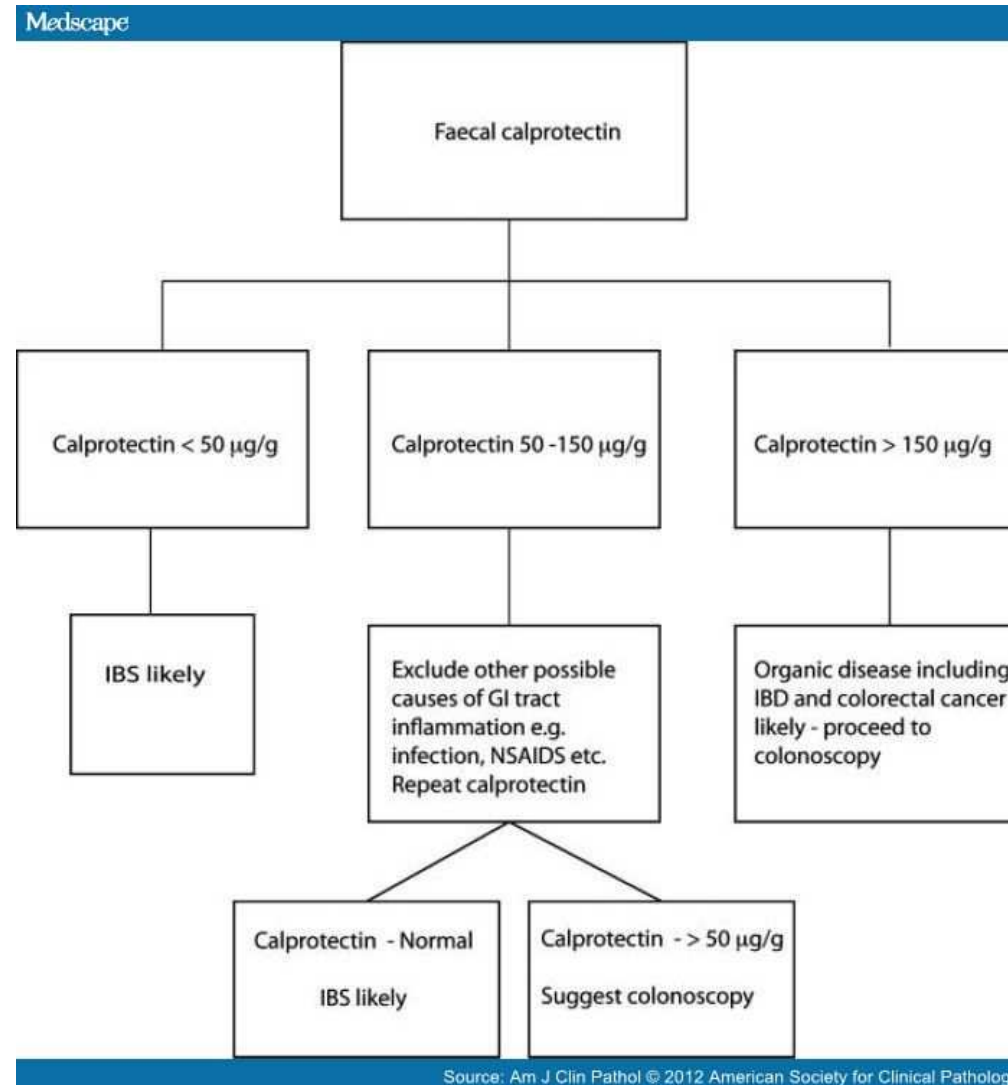 Medscape
Faecal calprotectin
Calprotectin < 50 μg/g
Calprotectin 50 -150 μg/g
Calprotectin > 150 μg/g
IBS likely
Exclude other possible
causes of GI tract
inflammation e.g.
infection, NSAIDS etc.
Repeat calprotectin
Organic disease including
IBD and colorectal cancer
likely - proceed to
colonoscopy
Calprotectin - Normal
IBS likely
Calprotectin - > 50 μg/g
Suggest colonoscopy
Source: Am J Clin Pathol © 2012 American Society for Clinical Patholog